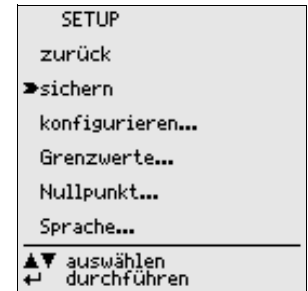 SETUP
zurück
sichern
konfigurieren...
Grenzwerte...
Nullpunkt...
Sprache...
▲▼ auswählen
↵ durchführen